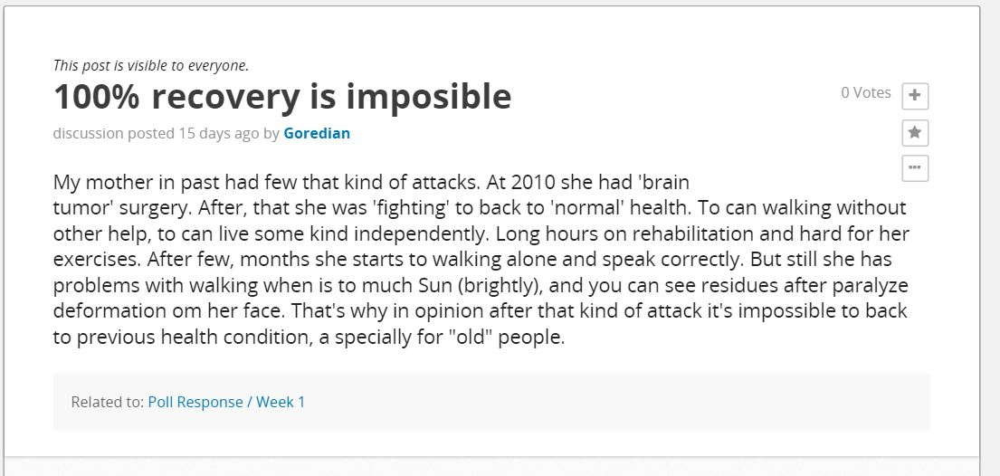 This post is visible to everyone.
100% recovery is imposible
0 Votes
discussion posted 15 days ago by Goredian
My mother in past had few that kind of attacks. At 2010 she had 'brain
tumor' surgery. After, that she was 'fighting' to back to 'normal' health. To can walking without
other help, to can live some kind independently. Long hours on rehabilitation and hard for her
exercises. After few, months she starts to walking alone and speak correctly. But still she has
problems with walking when is to much Sun (brightly), and you can see residues after paralyze
deformation om her face. That's why in opinion after that kind of attack it's impossible to back
to previous health condition, a specially for "old" people.
Related to: Poll Response / Week 1